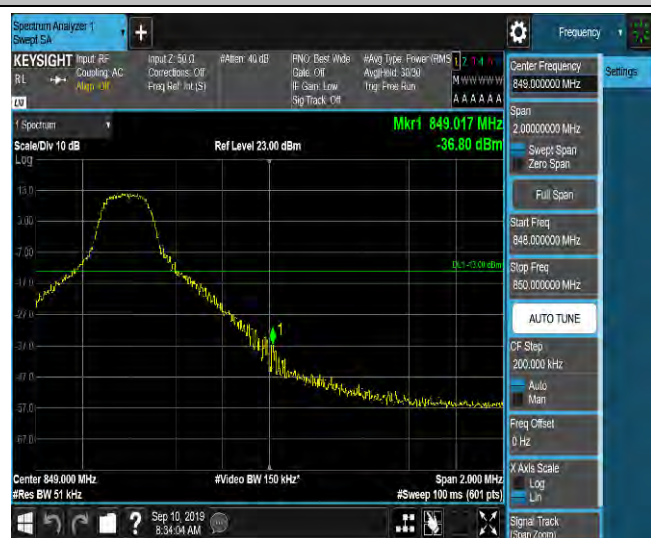 Spectrum Analyzer 1
Swept SA
+
Frequency
KEYSIGHT Input: RF
RL Coupling: AC
Align: Off
Input Z: 50 Ω
Corrections: Off
Freq Ref: Int (S)
#Atten: 40 dB
PNO: Best Wide
Gate: Off
IF Gain: Low
Sig Track: Off
#Avg Type: Power (RMS
Avg|Hold: 30/30
Trig: Free Run
1 2 3 4 5 6
M W W W W W
A A A A A A
LXI
1 Spectrum
Scale/Div 10 dB
Log
Ref Level 23.00 dBm
Mkr1 849.017 MHz
-36.80 dBm
13.0
3.00
-7.00
DL1 -13.00 dBm
-17.0
-27.0
-37.0
-47.0
-57.0
-67.0
1
Center 849.000 MHz
#Res BW 51 kHz
#Video BW 150 kHz*
Span 2.000 MHz
#Sweep 100 ms (601 pts)
?
Sep 10, 2019
8:34:04 AM
Center Frequency
849.000000 MHz
Settings
Span
2.00000000 MHz
Swept Span
Zero Span
Full Span
Start Freq
848.000000 MHz
Stop Freq
850.000000 MHz
AUTO TUNE
CF Step
200.000 kHz
Auto
Man
Freq Offset
0 Hz
X Axis Scale
Log
Lin
Signal Track
(Span Zoom)